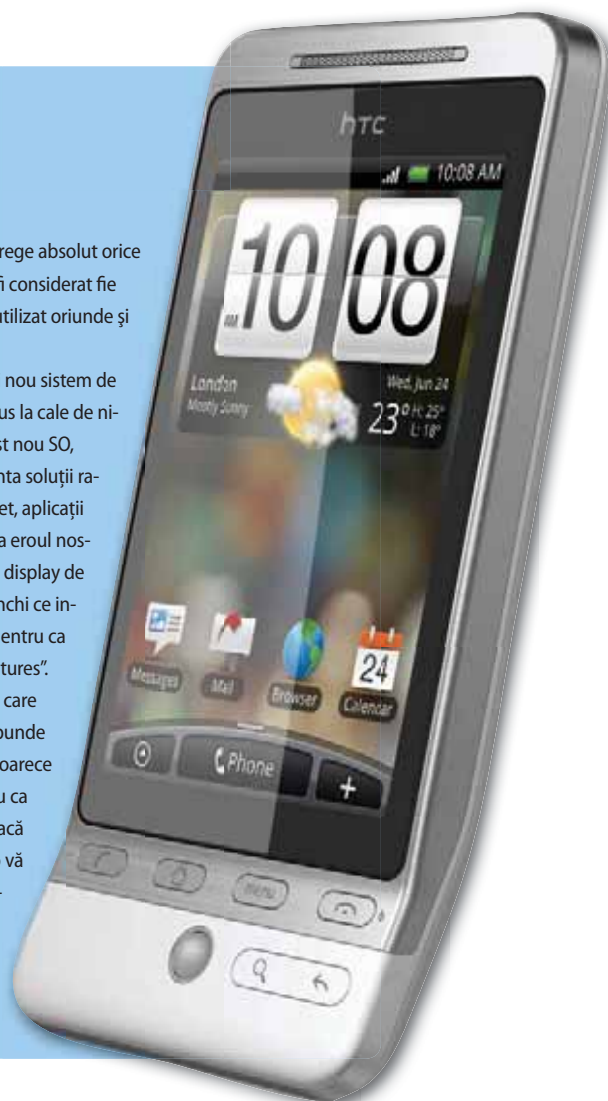 rege absolut orice
fi considerat fie
utilizat oriunde şi
nou sistem de
us la cale de ni-
st nou SO,
nta soluţii ra-
et, aplicaţii
a eroul nos-
display de
nchi ce in-
entru ca
tures”.
care
punde
oarece
u ca
acă
vă
-
hTC
10:08 AM
10 08
AM
London
Mostly Sunny
Wed, Jun 24
23° H: 25°
L: 18°
24
Messages
Mail
Browser
Calendar
Phone
+
menu